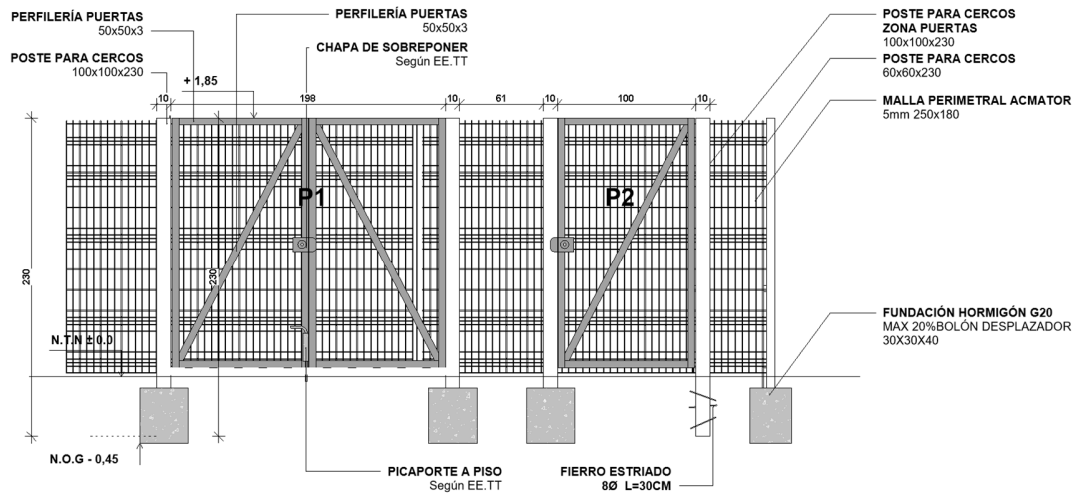 PERFILERÍA PUERTAS
50x50x3
POSTE PARA CERCOS
100x100x230
+ 1,85
PERFILERÍA PUERTAS
50x50x3
CHAPA DE SOBREPONER
Según EE.TT
POSTE PARA CERCOS
ZONA PUERTAS
100x100x230
POSTE PARA CERCOS
60x60x230
MALLA PERIMETRAL ACMATOR
5mm 250x180
10
198
10
61
10
100
10
P1
P2
230
230
N.T.N ± 0.0
N.O.G - 0,45
FUNDACIÓN HORMIGÓN G20
MAX 20%BOLÓN DESPLAZADOR
30X30X40
PICAPORTE A PISO
Según EE.TT
FIERRO ESTRIADO
8Ø L=30CM